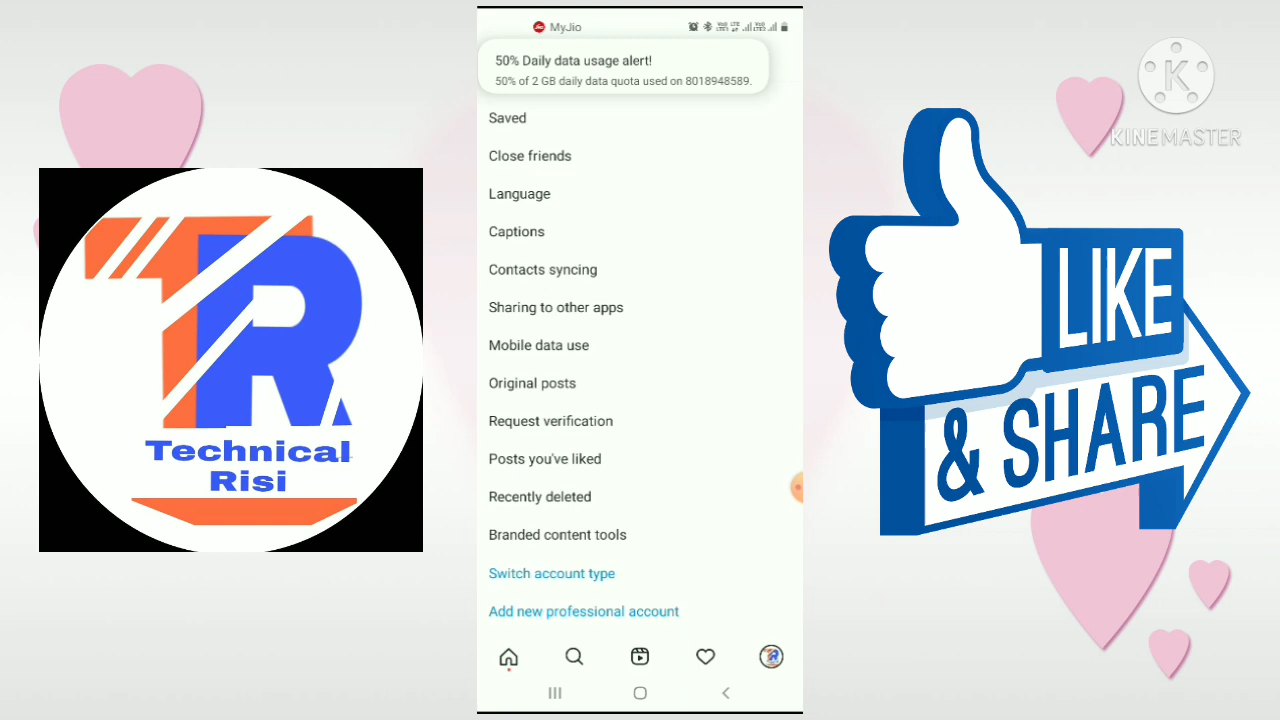 MyJio
50% Daily data usage alert!
50% of 2 GB daily data quota used on 8018948589.
Saved
Close friends
Language
Captions
Contacts syncing
Sharing to other apps
Mobile data use
Original posts
Request verification
Posts you've liked
Recently deleted
Branded content tools
Switch account type
Add new professional account
TR
Technical
Risi
K
KINEMASTER
LIKE
& SHARE